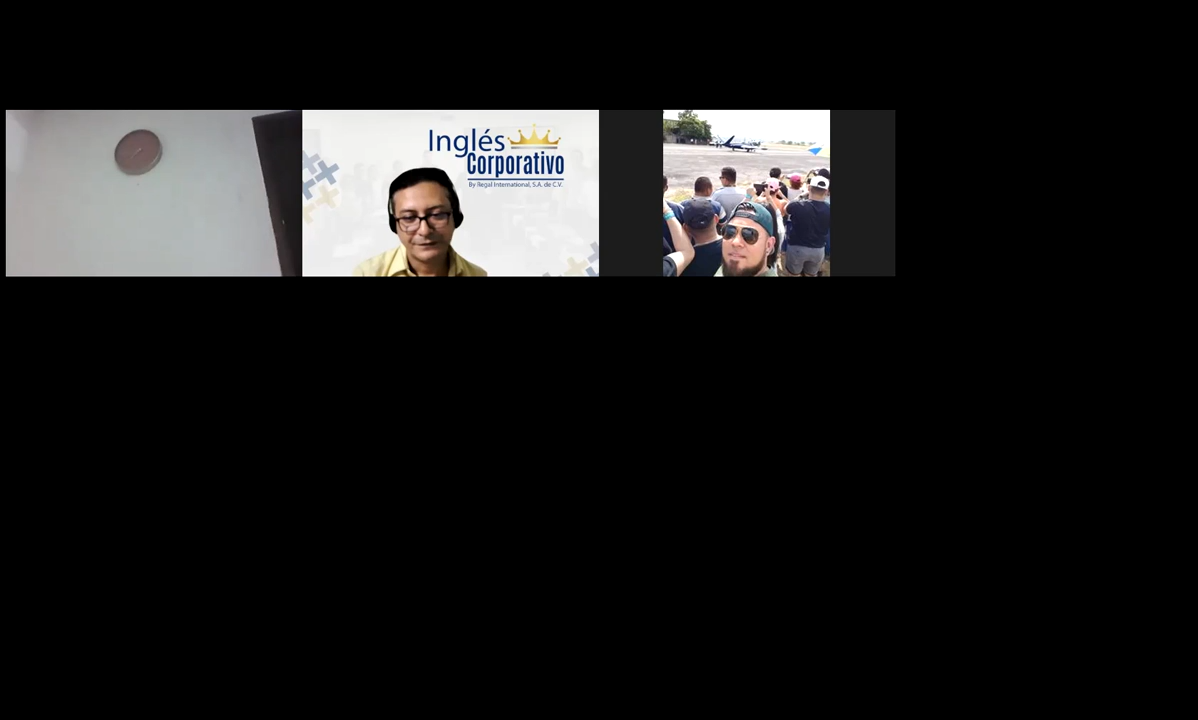 Inglés
Corporativo
By Regal International, S.A. de C.V.